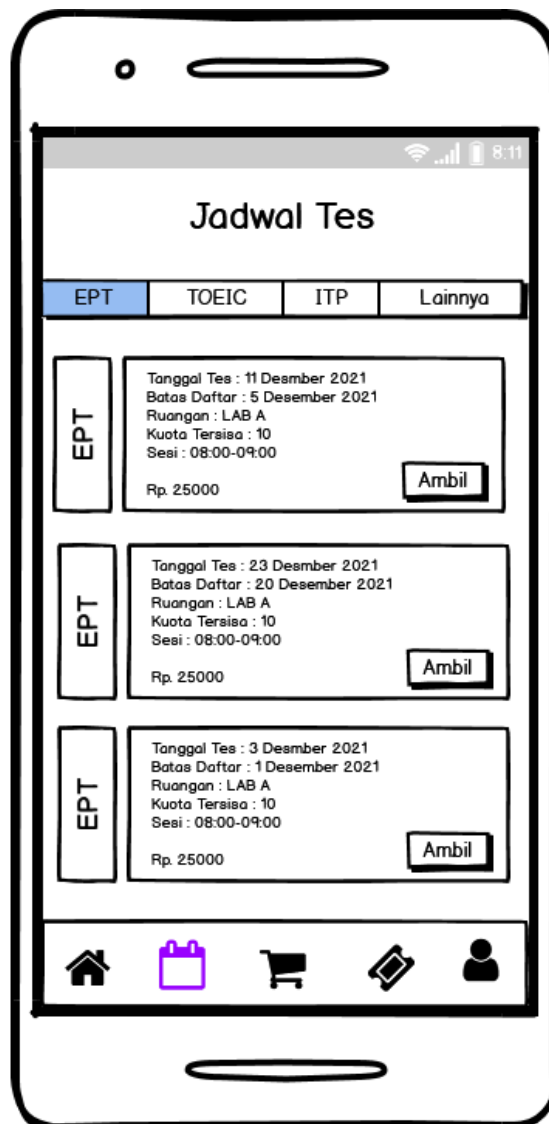 8:11
Jadwal Tes
EPT TOEIC ITP Lainnya
EPT
Tanggal Tes : 11 Desmber 2021
Batas Daftar : 5 Desember 2021
Ruangan : LAB A
Kuota Tersisa : 10
Sesi : 08:00-09:00
Rp. 25000
Ambil
EPT
Tanggal Tes : 23 Desmber 2021
Batas Daftar : 20 Desember 2021
Ruangan : LAB A
Kuota Tersisa : 10
Sesi : 08:00-09:00
Rp. 25000
Ambil
EPT
Tanggal Tes : 3 Desmber 2021
Batas Daftar : 1 Desember 2021
Ruangan : LAB A
Kuota Tersisa : 10
Sesi : 08:00-09:00
Rp. 25000
Ambil